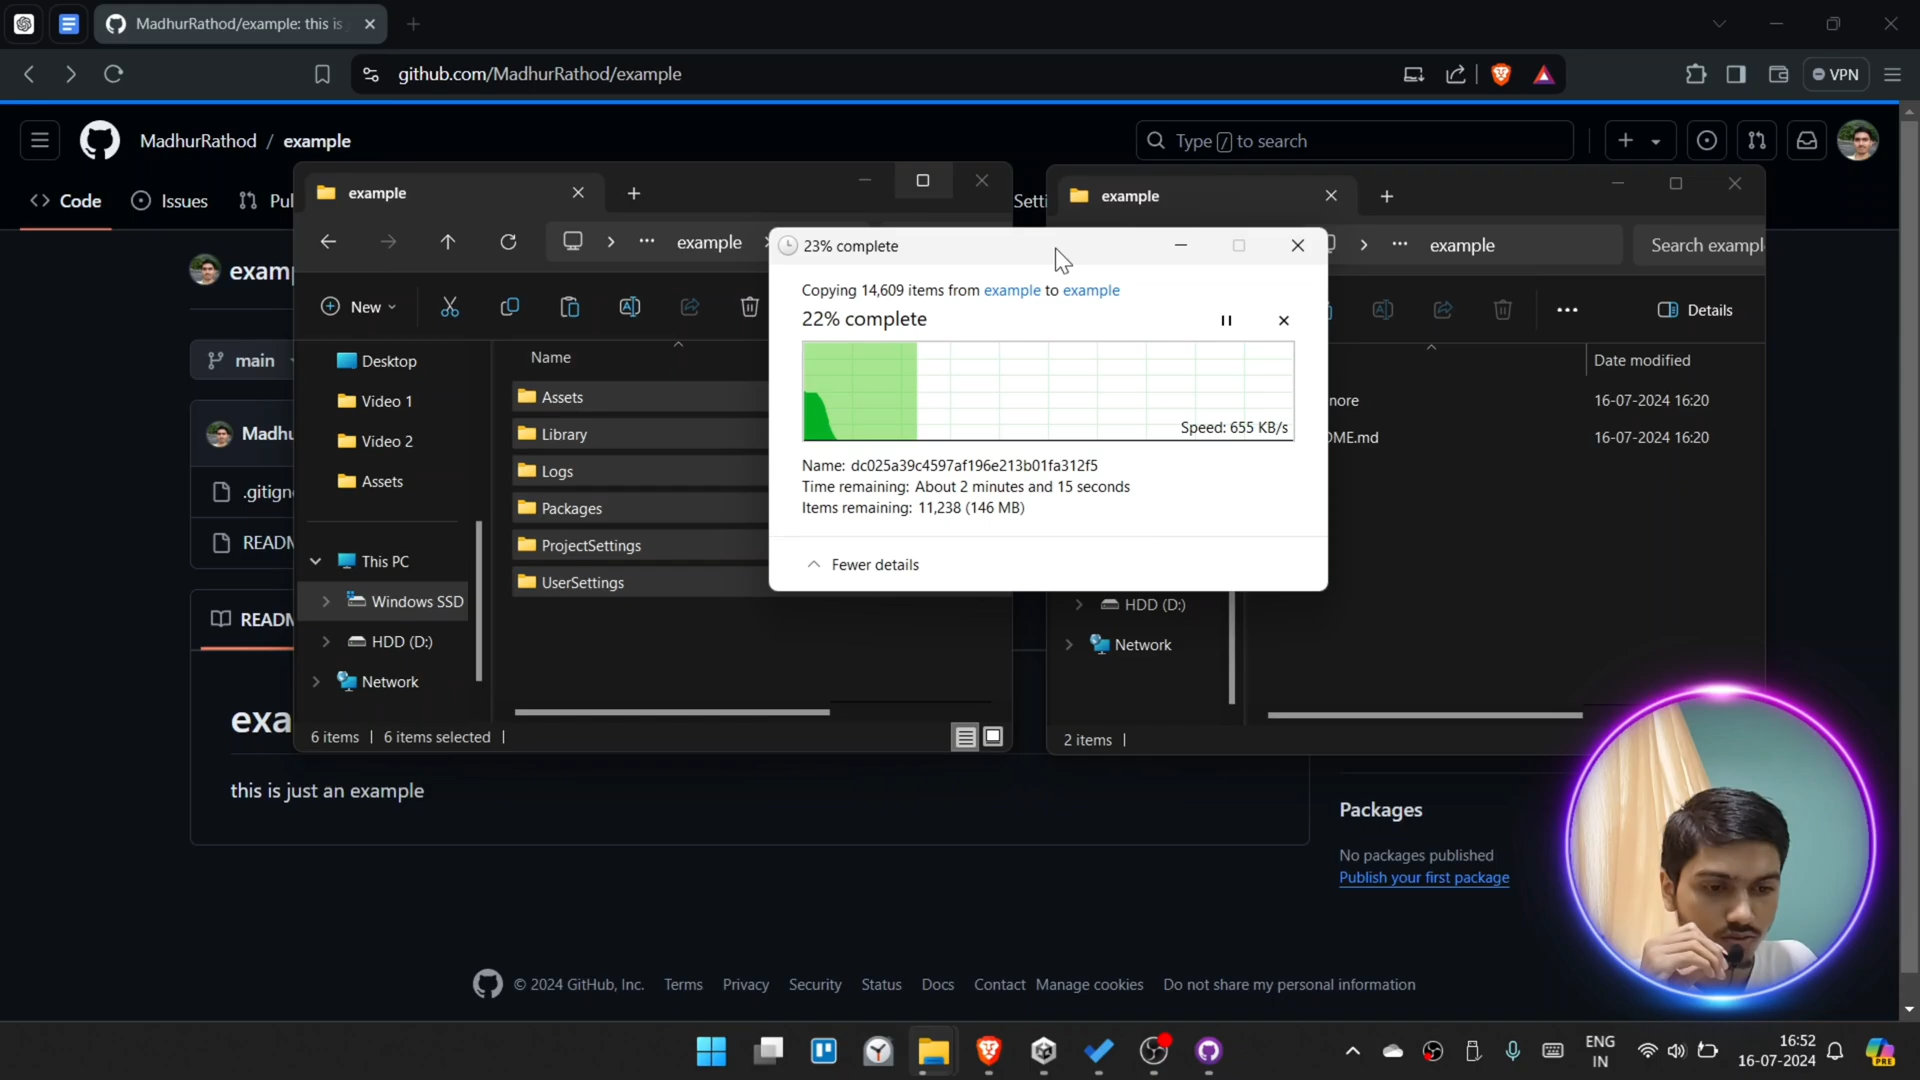 MadhurRathod/example: this is
github.com/MadhurRathod/example
VPN
MadhurRathod / example
Type / to search
Code
Issues
Pul
Setti
example
example
example
example
Search exampl
23% complete
Copying 14,609 items from example to example
22% complete
Speed: 655 KB/s
Name: dc025a39c4597af196e213b01fa312f5
Time remaining: About 2 minutes and 15 seconds
Items remaining: 11,238 (146 MB)
Fewer details
New
Details
Desktop
Video 1
Video 2
Assets
This PC
Windows SSD
HDD (D:)
Network
Name
Assets
Library
Logs
Packages
ProjectSettings
UserSettings
6 items
6 items selected
Date modified
nore
16-07-2024 16:20
DME.md
16-07-2024 16:20
HDD (D:)
Network
2 items
examp
main
Madhu
.gitign
READM
READM
exa
this is just an example
Packages
No packages published
Publish your first package
© 2024 GitHub, Inc.
Terms
Privacy
Security
Status
Docs
Contact
Manage cookies
Do not share my personal information
ENG
IN
16:52
16-07-2024
PRE